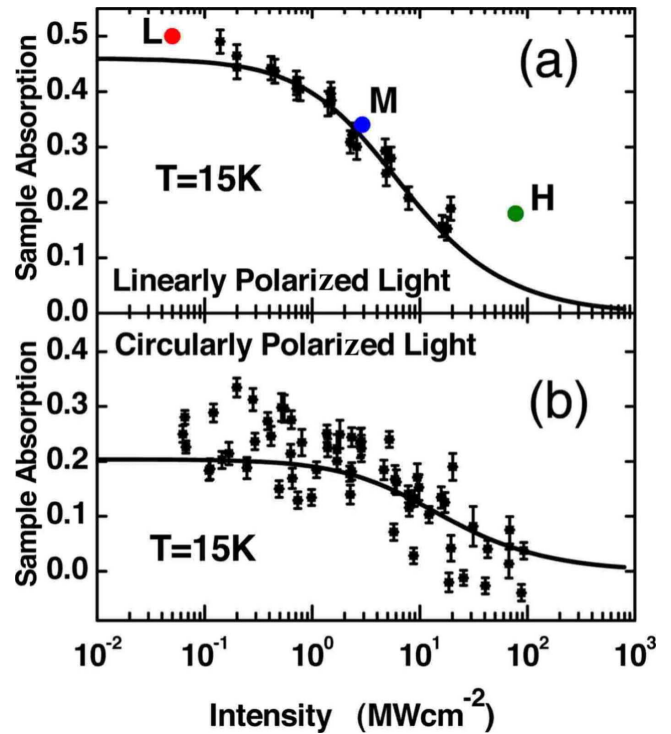 0.5
0.4
0.3
0.2
0.1
0.0
Sample Absorption
L
M
H
(a)
T=15K
Linearly Polarized Light
0.4
0.3
0.2
0.1
0.0
Sample Absorption
Circularly Polarized Light
(b)
T=15K
10⁻² 10⁻¹ 10⁰ 10¹ 10² 10³
Intensity (MWcm⁻²)